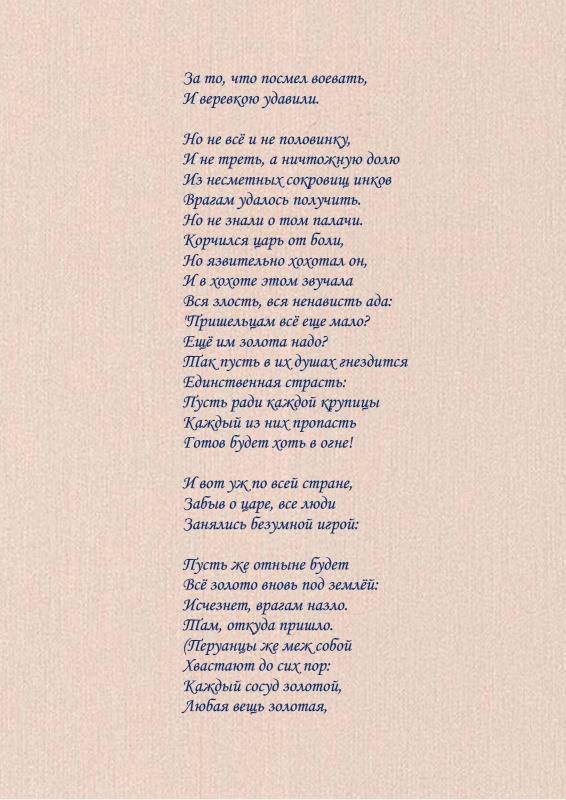 За то, что посмел воевать,
И веревкою удавили.
Но не всё и не половинку,
И не треть, а ничтожную долю
Из несметных сокровищ инков
Врагам удалось получить.
Но не знали о том палачи.
Корчился царь от боли,
Но язвительно хохотал он,
И в хохоте этом звучала
Вся злость, вся ненависть ада:
"Пришельцам всё еще мало?
Ещё им золота надо?
Так пусть в их душах гнездится
Единственная страсть:
Пусть ради каждой крупицы
Каждый из них пропасть
Готов будет хоть в огне!
И вот уж по всей стране,
Забыв о царе, все люди
Занялись безумной игрой:
Пусть же отныне будет
Всё золото вновь под землёй:
Исчезнет, врагам назло.
Там, откуда пришло.
(Перуанцы же меж собой
Хвастают до сих пор:
Каждый сосуд золотой,
Любая вещь золотая,